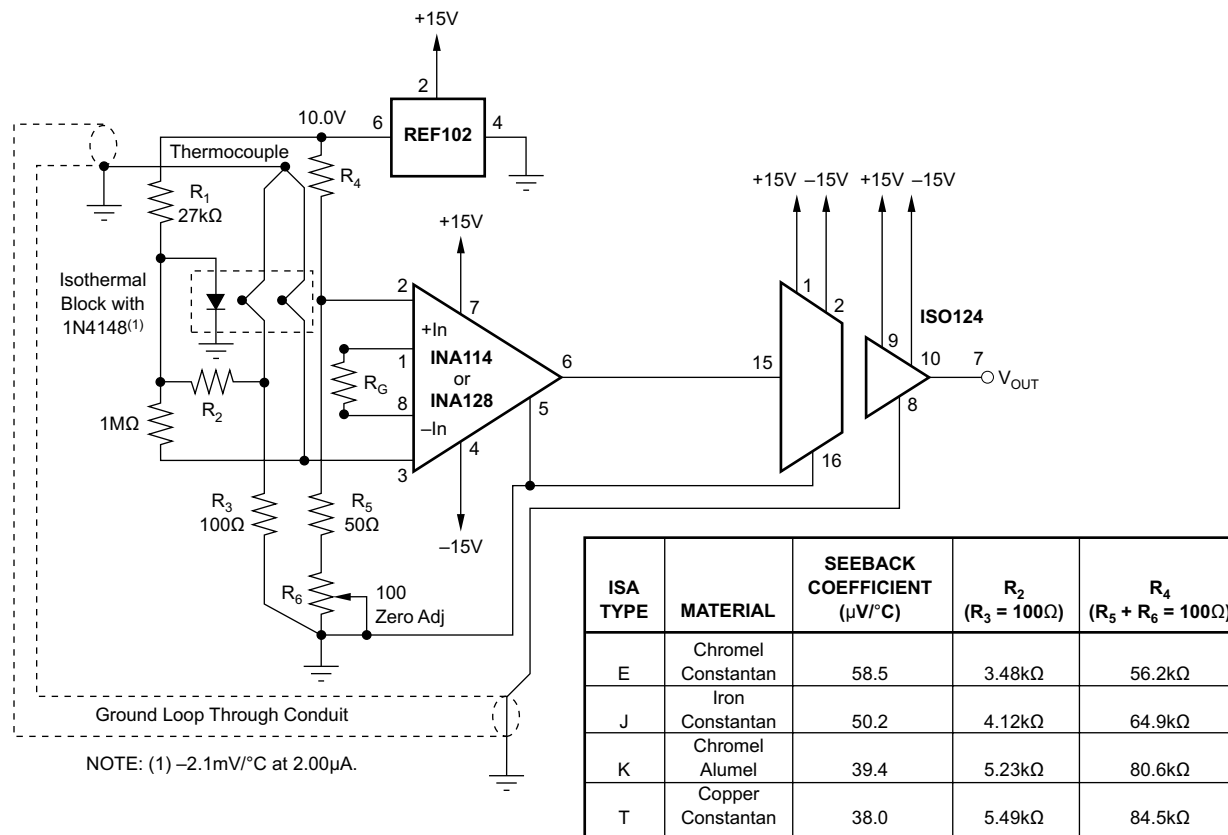 +15V
2
10.0V
6
REF102
4
Thermocouple
R1
27kΩ
R4
+15V
+15V –15V +15V –15V
Isothermal
Block with
1N4148(1)
2
7
+In
1
INA114
or
INA128
RG
8
–In
3
4
5
6
–15V
R2
1MΩ
R3
100Ω
R5
50Ω
R6
100
Zero Adj
1
2
15
16
ISO124
9
10
8
7
VOUT
Ground Loop Through Conduit
NOTE: (1) –2.1mV/°C at 2.00µA.
ISA TYPE MATERIAL SEEBACK COEFFICIENT (µV/°C) R2 (R3 = 100Ω) R4 (R5 + R6 = 100Ω)
E Chromel Constantan 58.5 3.48kΩ 56.2kΩ
J Iron Constantan 50.2 4.12kΩ 64.9kΩ
K Chromel Alumel 39.4 5.23kΩ 80.6kΩ
T Copper Constantan 38.0 5.49kΩ 84.5kΩ